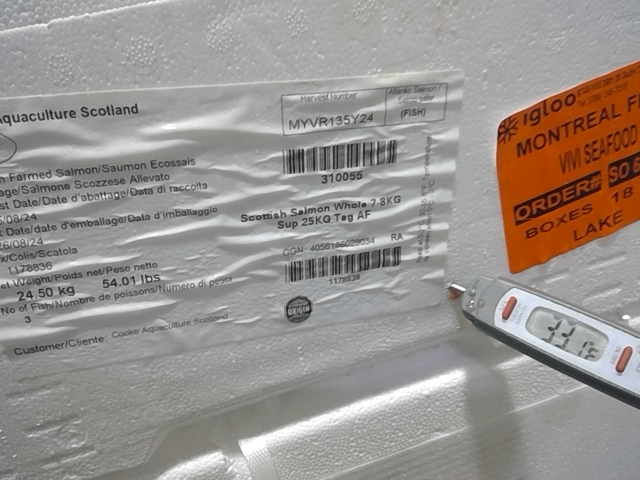 Aquaculture Scotland
Harvest Number
MYVR135Y24
Atlantic Salmon /
(FISH)
310055
Farmed Salmon/Saumon Ecossais
Salmone Scozzese Allevato
Date/Date d'abattage/Data di raccolta
/08/24
Date/date d'emballage/Data di imballaggio
/08/24
/Colis/Scatola
1178836
Weight/Poids net/Peso netto
24.50 kg 54.01 lbs
No of Fish/Nombre de poissons/Numero di pesci
3
Customer/Cliente: Cooke Aquaculture Scotland
Scottish Salmon Whole 7-8KG
Sup 25KG Tag AF
GGN 4056186029034 RA
1178836
ORIGIN
igloo
MONTREAL
VIVI SEAFOOD
ORDER# SO
BOXES 18
LAKE
33.1°F